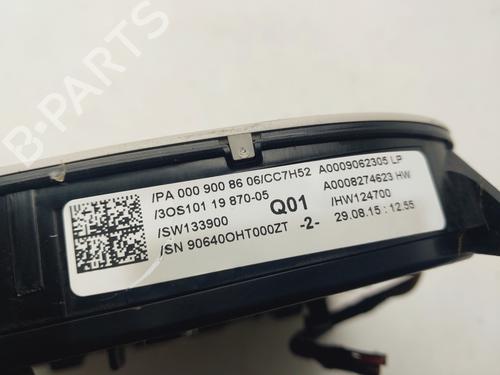 B-PARTS
/PA 000 900 86 06/CC7H52 A0009062305 LP
/3OS101 19 870-05 A0008274623 HW
/SW133900 Q01 /HW124700
/SN 90640OHT000ZT -2- 29.08.15 : 12.55